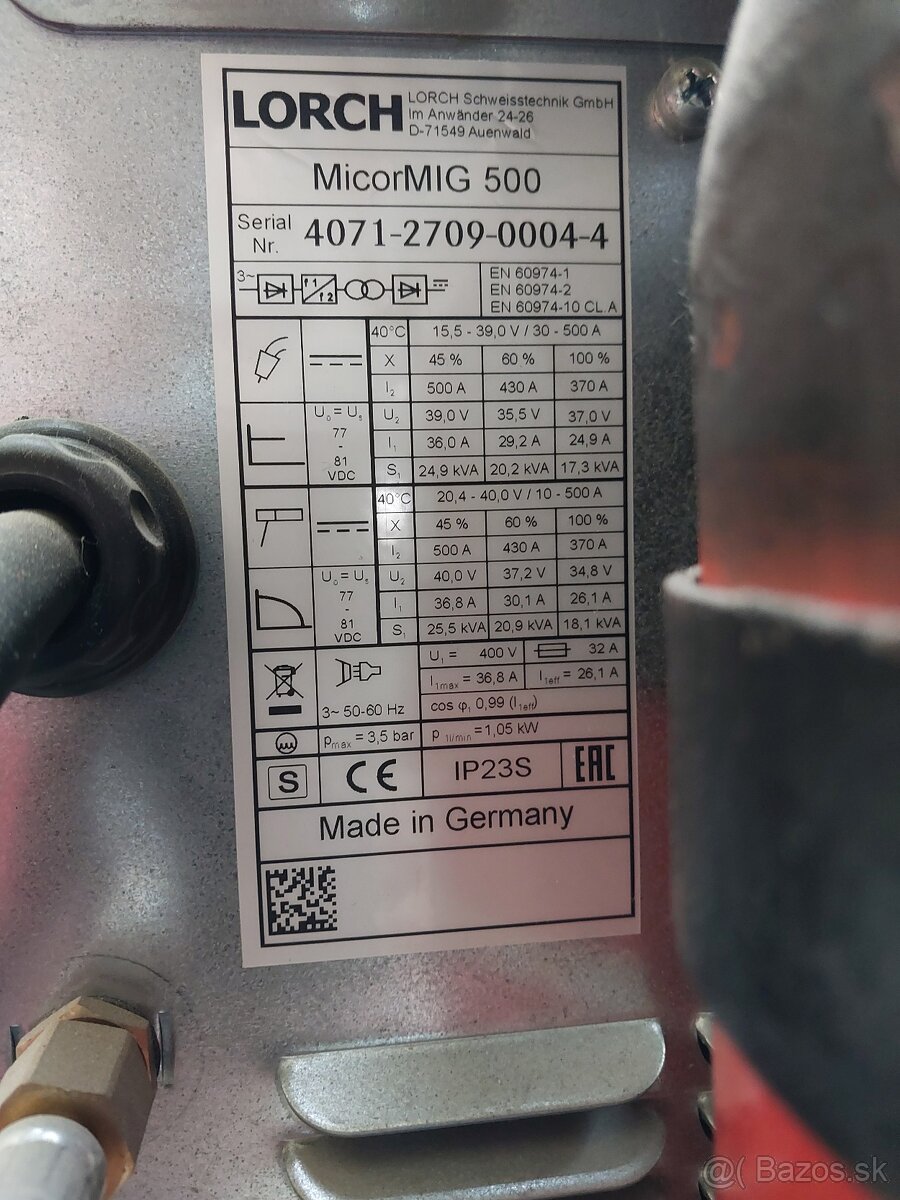 LORCH
LORCH Schweisstechnik GmbH
Im Anwänder 24-26
D-71549 Auenwald
MicorMIG 500
Serial Nr. 4071-2709-0004-4
3~ f1 f2
EN 60974-1
EN 60974-2
EN 60974-10 CL.A
40°C 15,5 - 39,0 V / 30 - 500 A
X 45 % 60 % 100 %
I₂ 500 A 430 A 370 A
U₀ = Uₛ 77 - 81 VDC
U₂ 39,0 V 35,5 V 37,0 V
I₁ 36,0 A 29,2 A 24,9 A
S₁ 24,9 kVA 20,2 kVA 17,3 kVA
40°C 20,4 - 40,0 V / 10 - 500 A
X 45 % 60 % 100 %
I₂ 500 A 430 A 370 A
U₀ = Uₛ 77 - 81 VDC
U₂ 40,0 V 37,2 V 34,8 V
I₁ 36,8 A 30,1 A 26,1 A
S₁ 25,5 kVA 20,9 kVA 18,1 kVA
3~ 50-60 Hz
U₁ = 400 V 32 A
I1max = 36,8 A I1eff = 26,1 A
cos φ₁ 0,99 (I1eff)
pmax = 3,5 bar P 1l/min = 1,05 kW
S CE IP23S EAC
Made in Germany
@( Bazos.sk